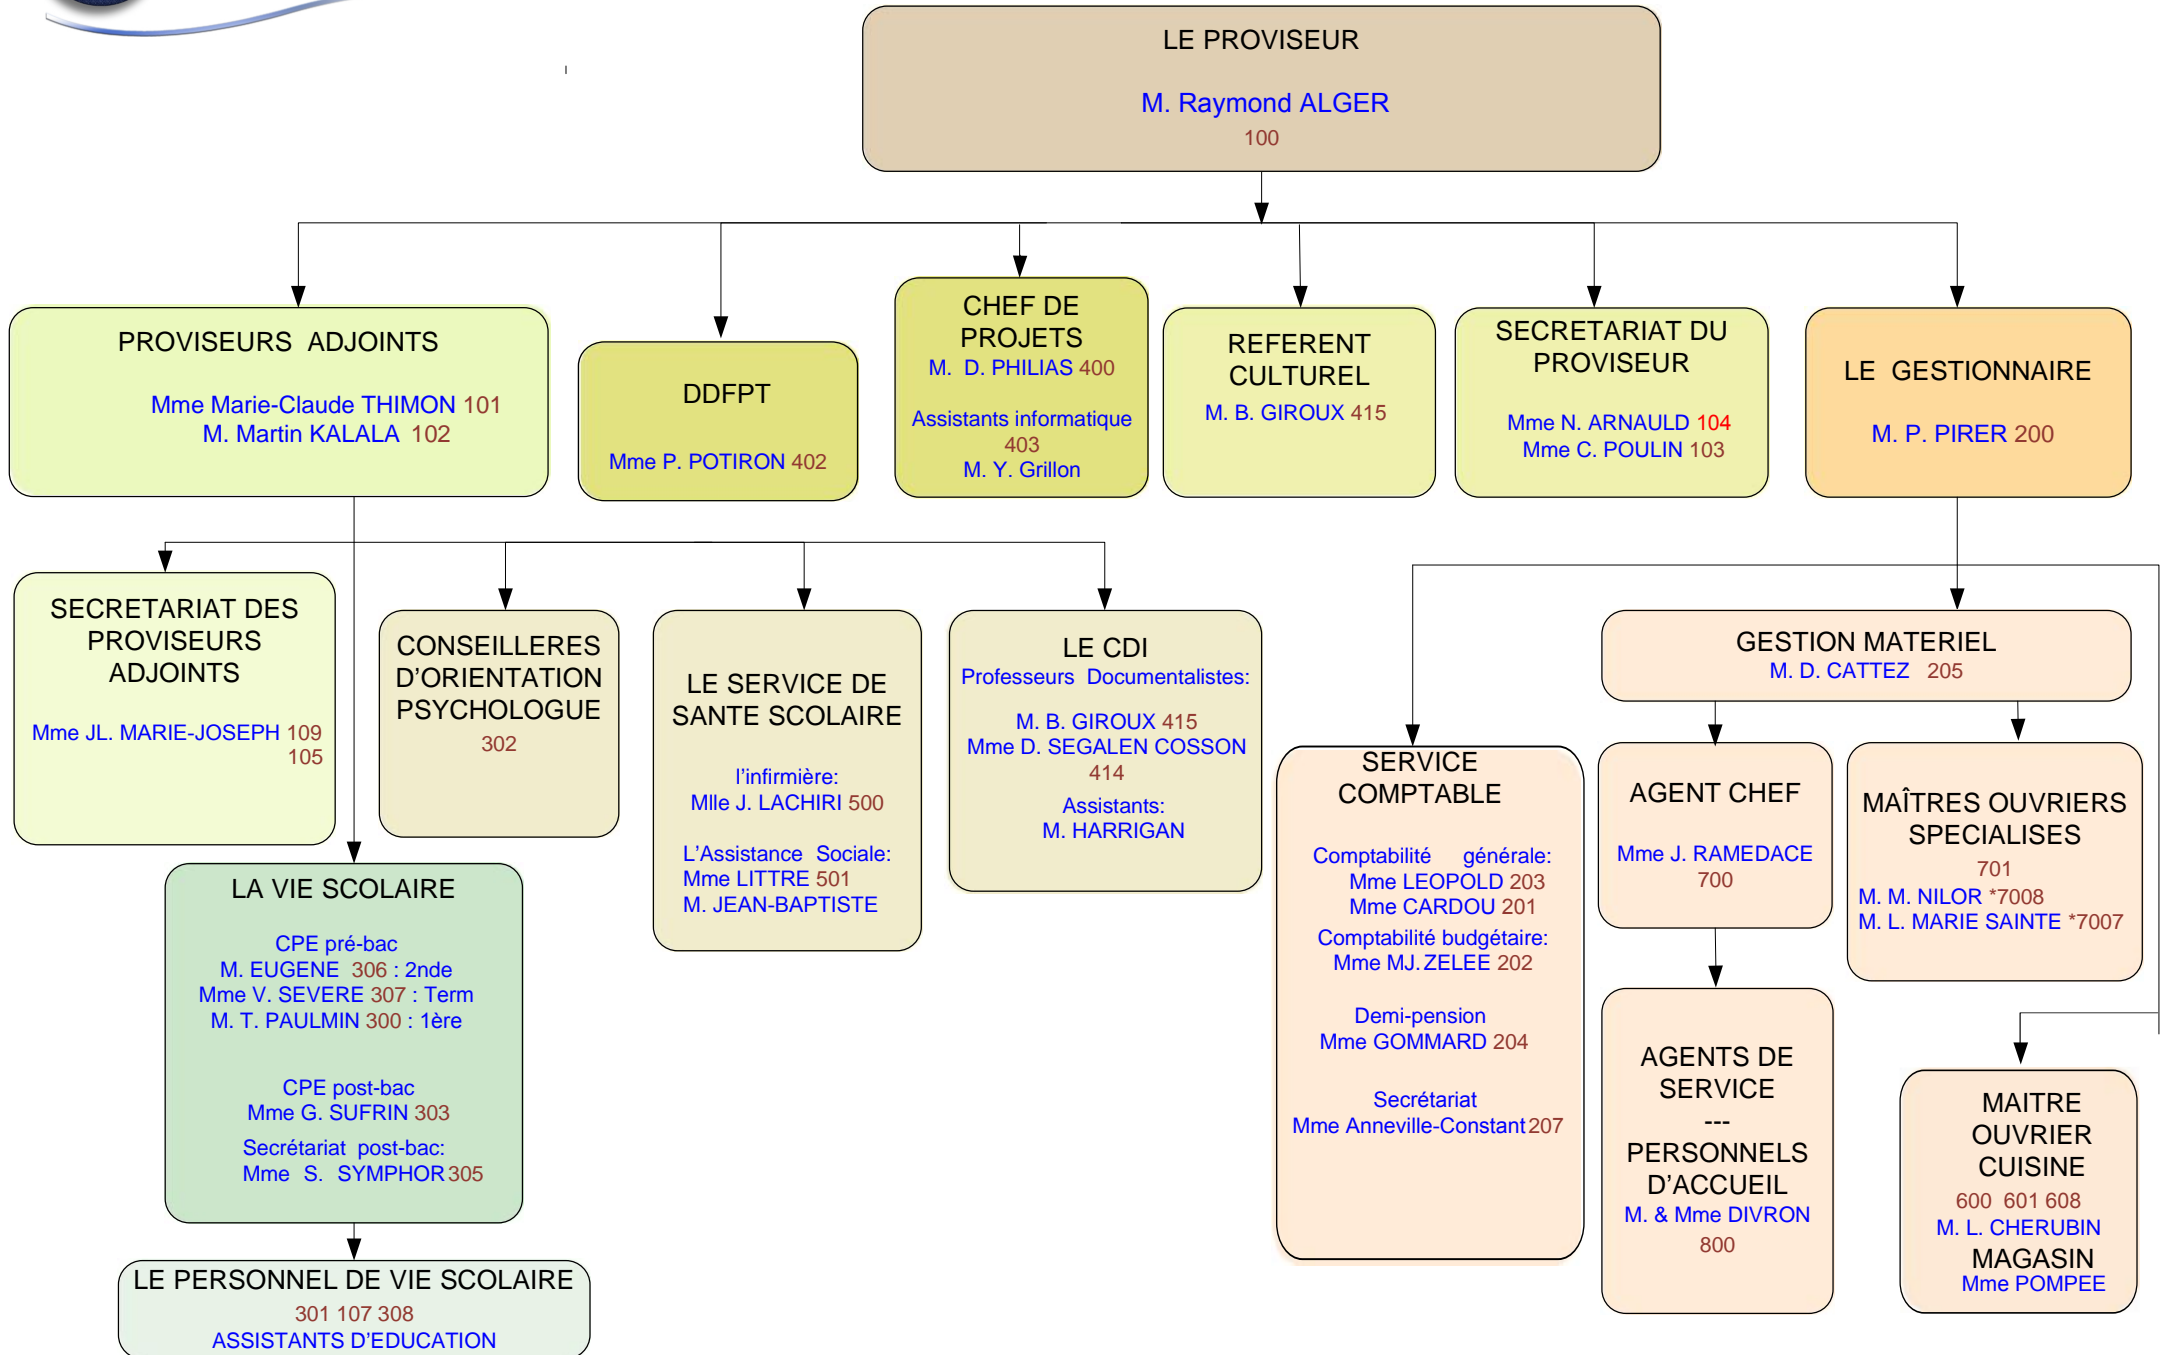 LE PROVISEUR
M. Raymond ALGER
100
PROVISEURS ADJOINTS
Mme Marie-Claude THIMON 101
M. Martin KALALA 102
DDFPT
Mme P. POTIRON 402
CHEF DE
PROJETS
M. D. PHILIAS 400
Assistants informatique
403
M. Y. Grillon
REFERENT
CULTUREL
M. B. GIROUX 415
SECRETARIAT DU
PROVISEUR
Mme N. ARNAULD 104
Mme C. POULIN 103
LE GESTIONNAIRE
M. P. PIRER 200
SECRETARIAT DES
PROVISEURS
ADJOINTS
Mme JL. MARIE-JOSEPH 109
105
CONSEILLERES
D'ORIENTATION
PSYCHOLOGUE
302
LE SERVICE DE
SANTE SCOLAIRE
l'infirmière:
Mlle J. LACHIRI 500
L'Assistance Sociale:
Mme LITTRE 501
M. JEAN-BAPTISTE
LE CDI
Professeurs Documentalistes:
M. B. GIROUX 415
Mme D. SEGALEN COSSON
414
Assistants:
M. HARRIGAN
GESTION MATERIEL
M. D. CATTEZ 205
SERVICE
COMPTABLE
Comptabilité générale:
Mme LEOPOLD 203
Mme CARDOU 201
Comptabilité budgétaire:
Mme MJ.ZELEE 202
Demi-pension
Mme GOMMARD 204
Secrétariat
Mme Anneville-Constant 207
AGENT CHEF
Mme J. RAMEDACE
700
MAÎTRES OUVRIERS
SPECIALISES
701
M. M. NILOR *7008
M. L. MARIE SAINTE *7007
LA VIE SCOLAIRE
CPE pré-bac
M. EUGENE 306 : 2nde
Mme V. SEVERE 307 : Term
M. T. PAULMIN 300 : 1ère
CPE post-bac
Mme G. SUFRIN 303
Secrétariat post-bac:
Mme S. SYMPHOR 305
AGENTS DE
SERVICE
---
PERSONNELS
D'ACCUEIL
M. & Mme DIVRON
800
MAITRE
OUVRIER
CUISINE
600 601 608
M. L. CHERUBIN
MAGASIN
Mme POMPEE
LE PERSONNEL DE VIE SCOLAIRE
301 107 308
ASSISTANTS D'EDUCATION